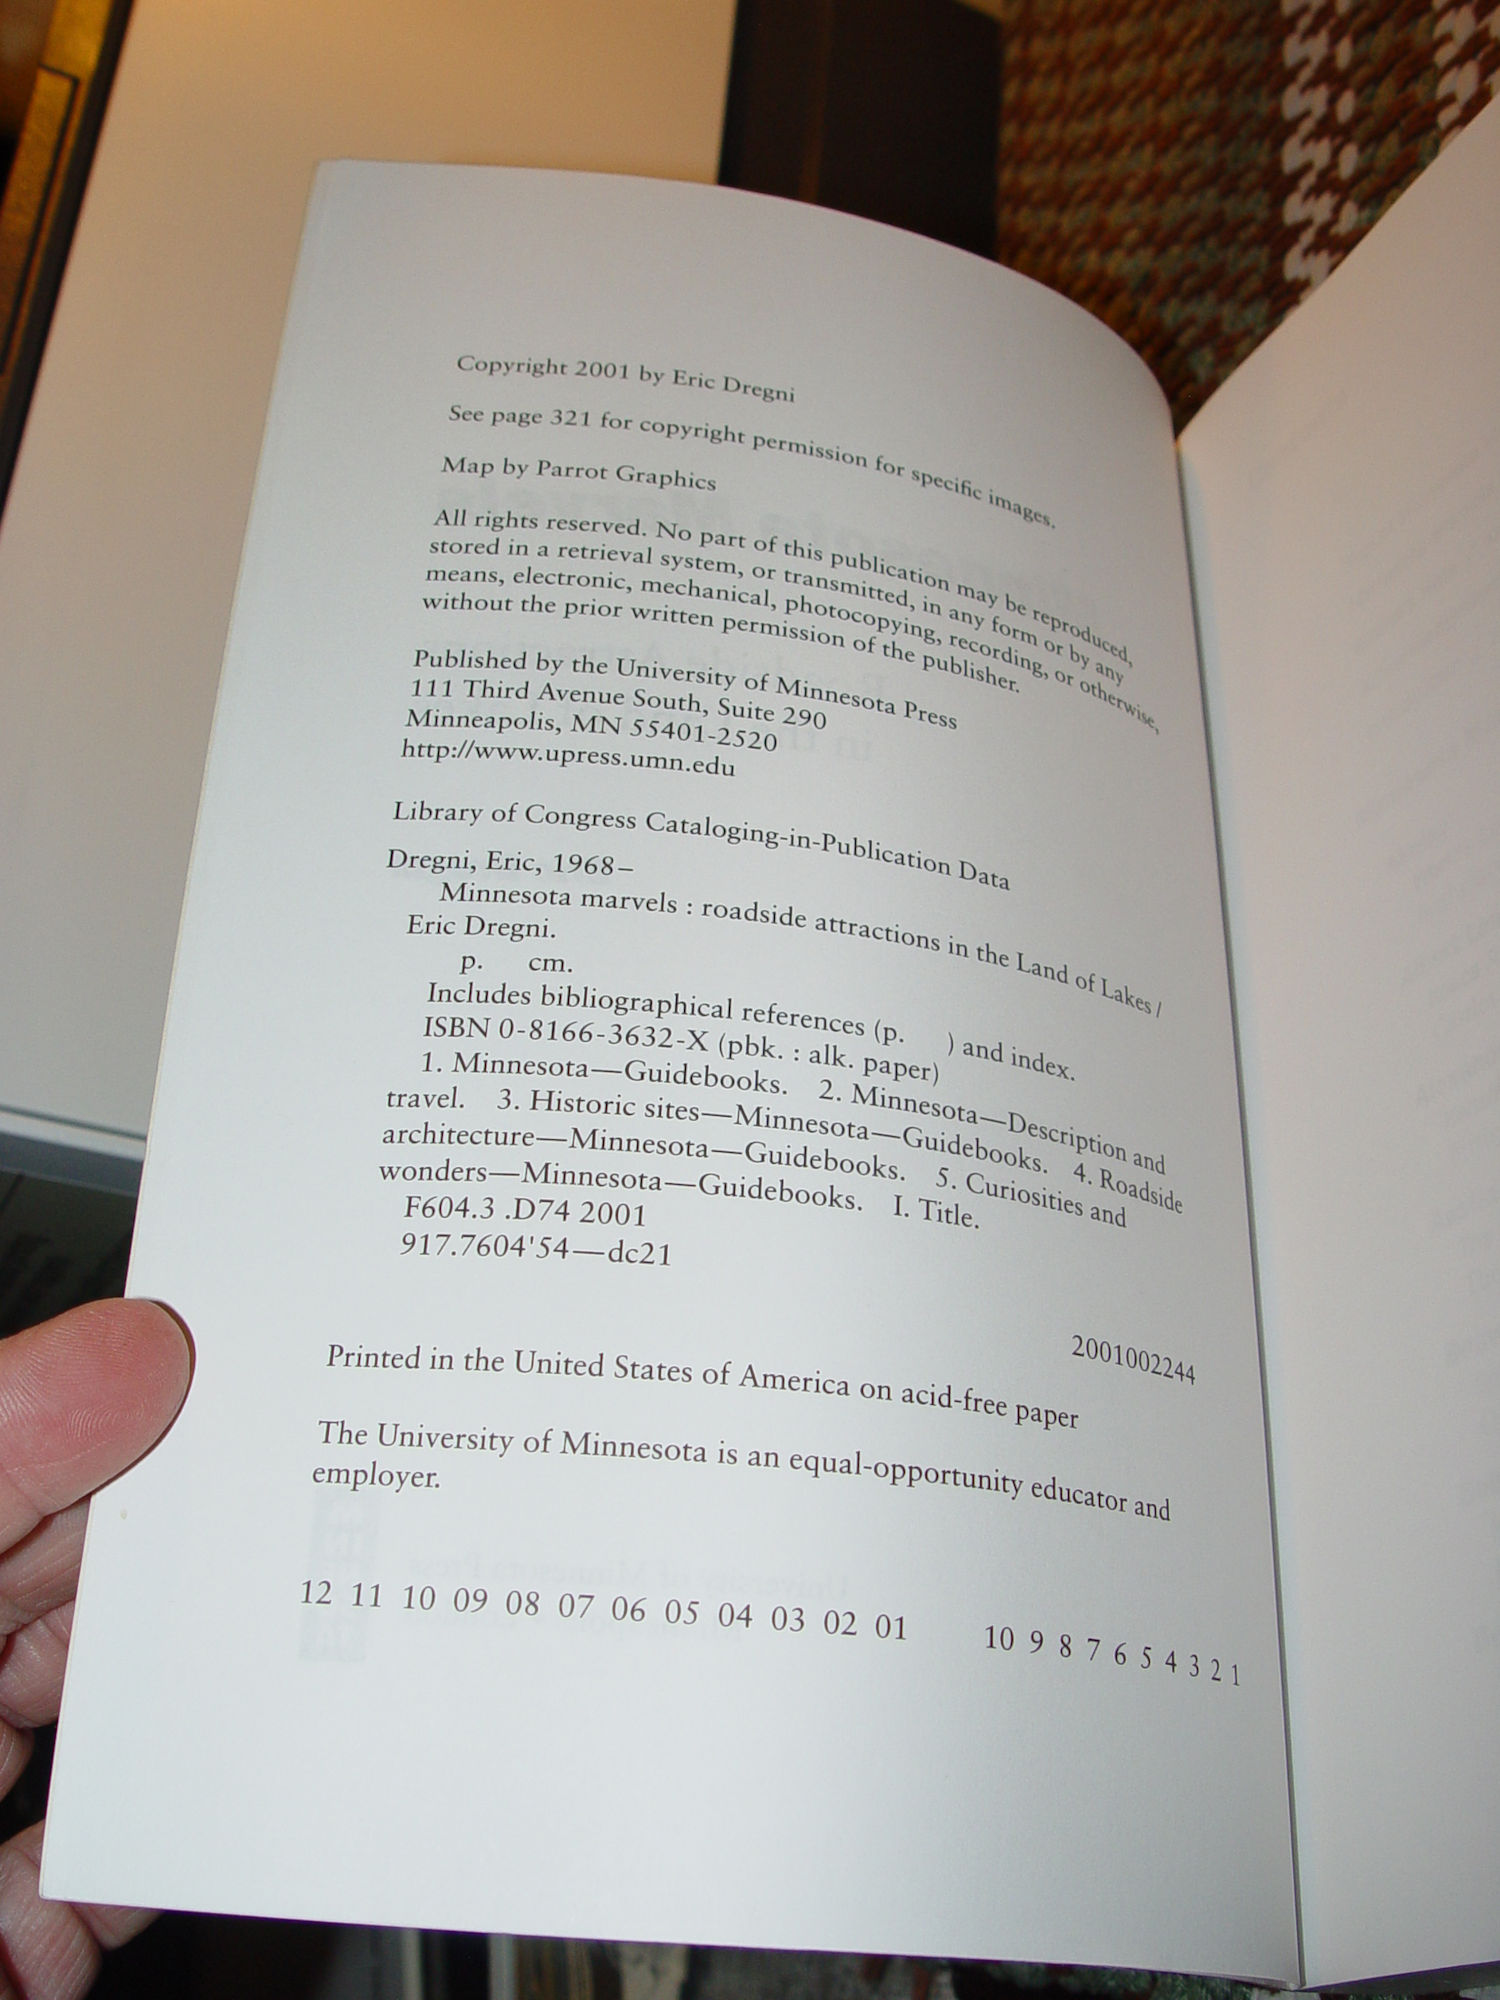 Copyright 2001 by Eric Dregni
See page 321 for copyright permission for specific images.
Map by Parrot Graphics
All rights reserved. No part of this publication may be reproduced,
stored in a retrieval system, or transmitted, in any form or by any
means, electronic, mechanical, photocopying, recording, or otherwise,
without the prior written permission of the publisher.
Published by the University of Minnesota Press
111 Third Avenue South, Suite 290
Minneapolis, MN 55401-2520
http://www.upress.umn.edu
Library of Congress Cataloging-in-Publication Data
Dregni, Eric, 1968–
Minnesota marvels : roadside attractions in the Land of Lakes /
Eric Dregni.
p. cm.
Includes bibliographical references (p. ) and index.
ISBN 0-8166-3632-X (pbk. : alk. paper)
1. Minnesota—Guidebooks. 2. Minnesota—Description and
travel. 3. Historic sites—Minnesota—Guidebooks. 4. Roadside
architecture—Minnesota—Guidebooks. 5. Curiosities and
wonders—Minnesota—Guidebooks. I. Title.
F604.3 .D74 2001
917.7604'54—dc21
2001002244
Printed in the United States of America on acid-free paper
The University of Minnesota is an equal-opportunity educator and
employer.
12 11 10 09 08 07 06 05 04 03 02 01 10 9 8 7 6 5 4 3 2 1